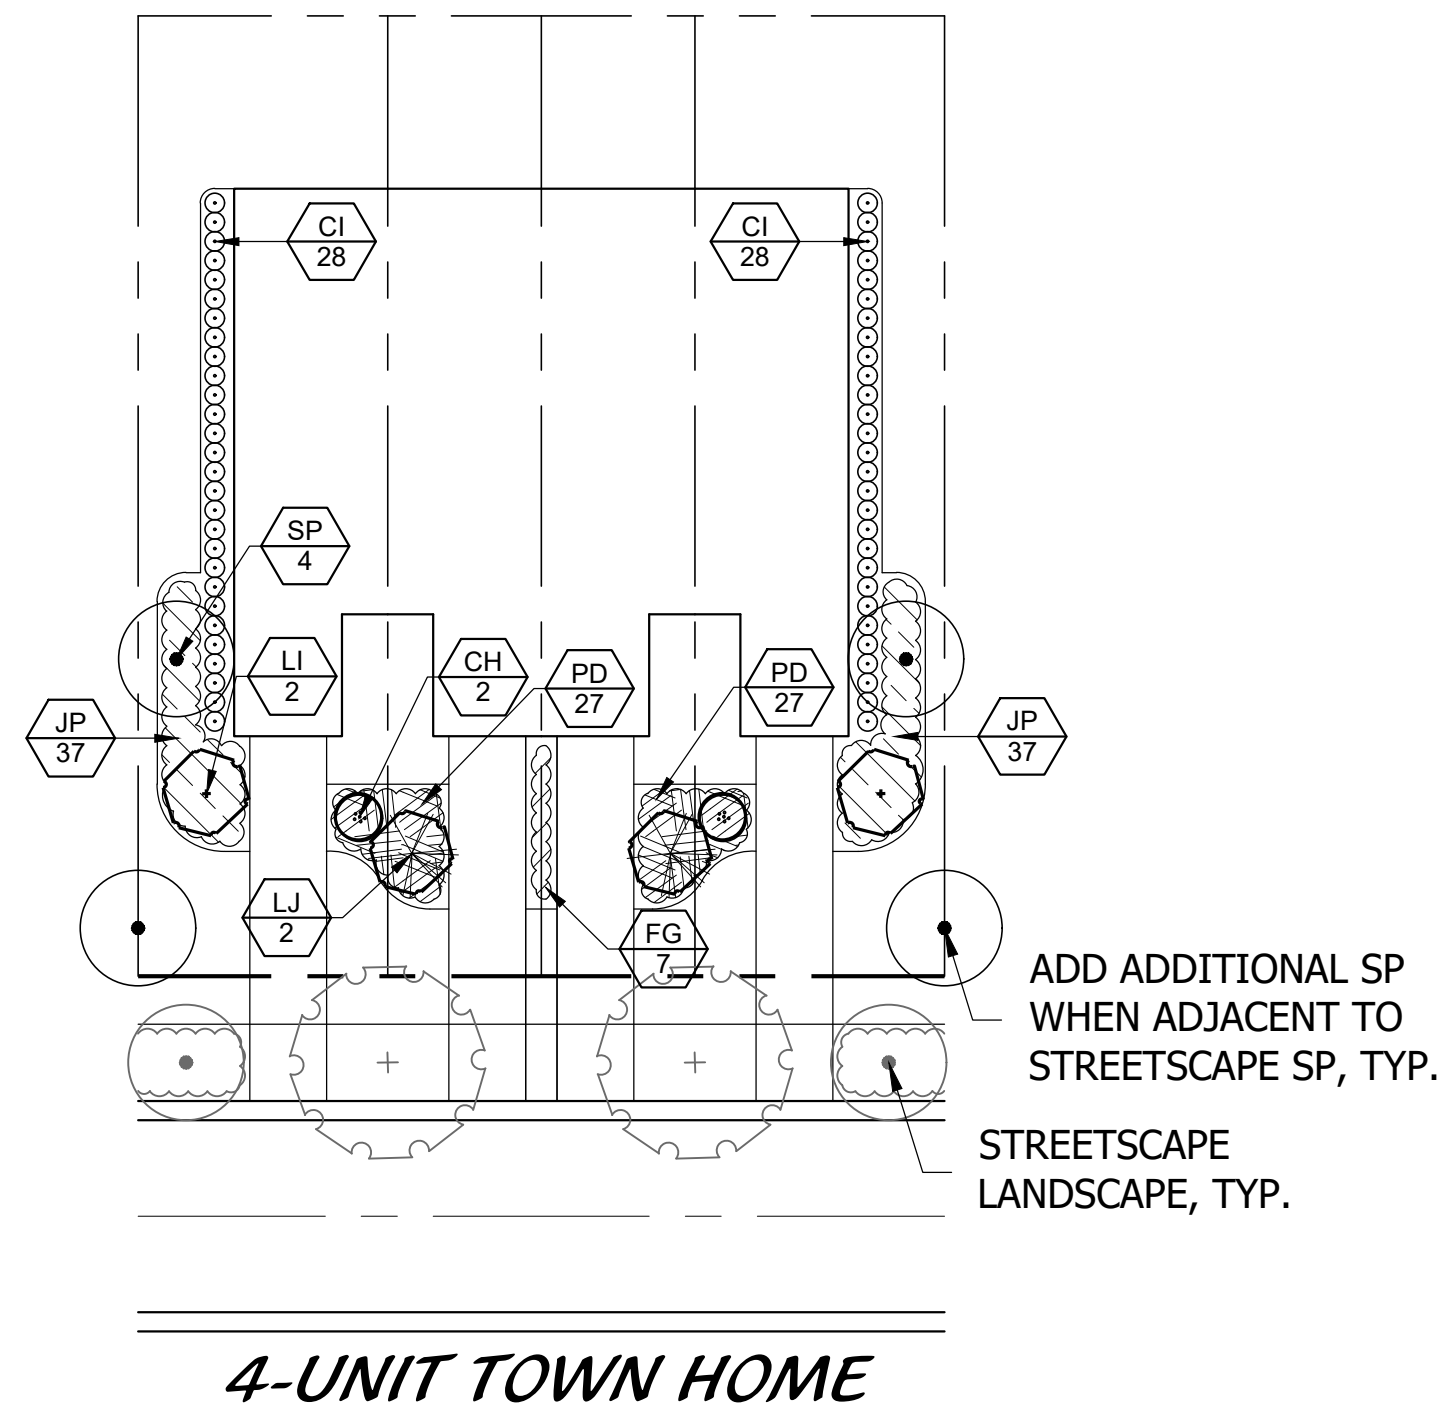 CI
28
CI
28
SP
4
LI
2
CH
2
PD
27
PD
27
JP
37
JP
37
LJ
2
FG
7
ADD ADDITIONAL SP
WHEN ADJACENT TO
STREETSCAPE SP, TYP.
STREETSCAPE
LANDSCAPE, TYP.
4-UNIT TOWN HOME